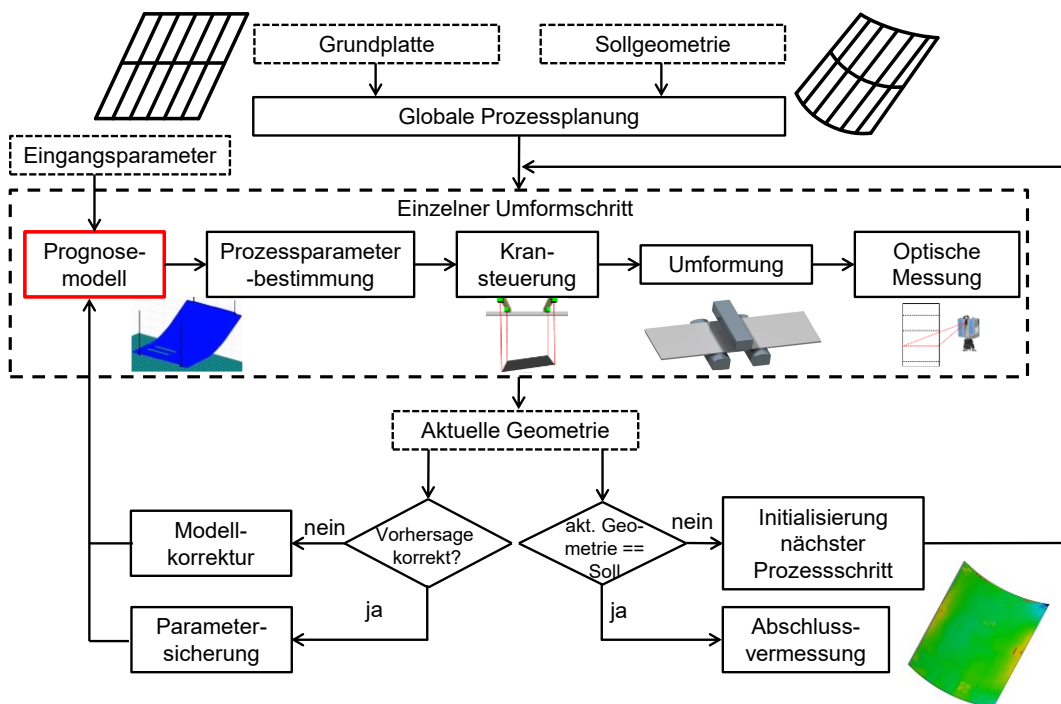 Grundplatte
Sollgeometrie
Globale Prozessplanung
Eingangsparameter
Einzelner Umformschritt
Prognose-
modell
Prozessparameter
-bestimmung
Kran-
steuerung
Umformung
Optische
Messung
Aktuelle Geometrie
Modell-
korrektur
nein
Vorhersage
korrekt?
akt. Geo-
metrie ==
Soll
nein
Initialisierung
nächster
Prozessschritt
ja
ja
Parameter-
sicherung
Abschluss-
vermessung